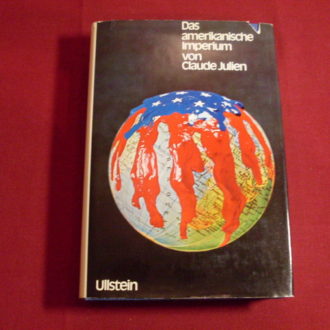 Das
amerikanische
Imperium
von
Claude Julien
Ullstein